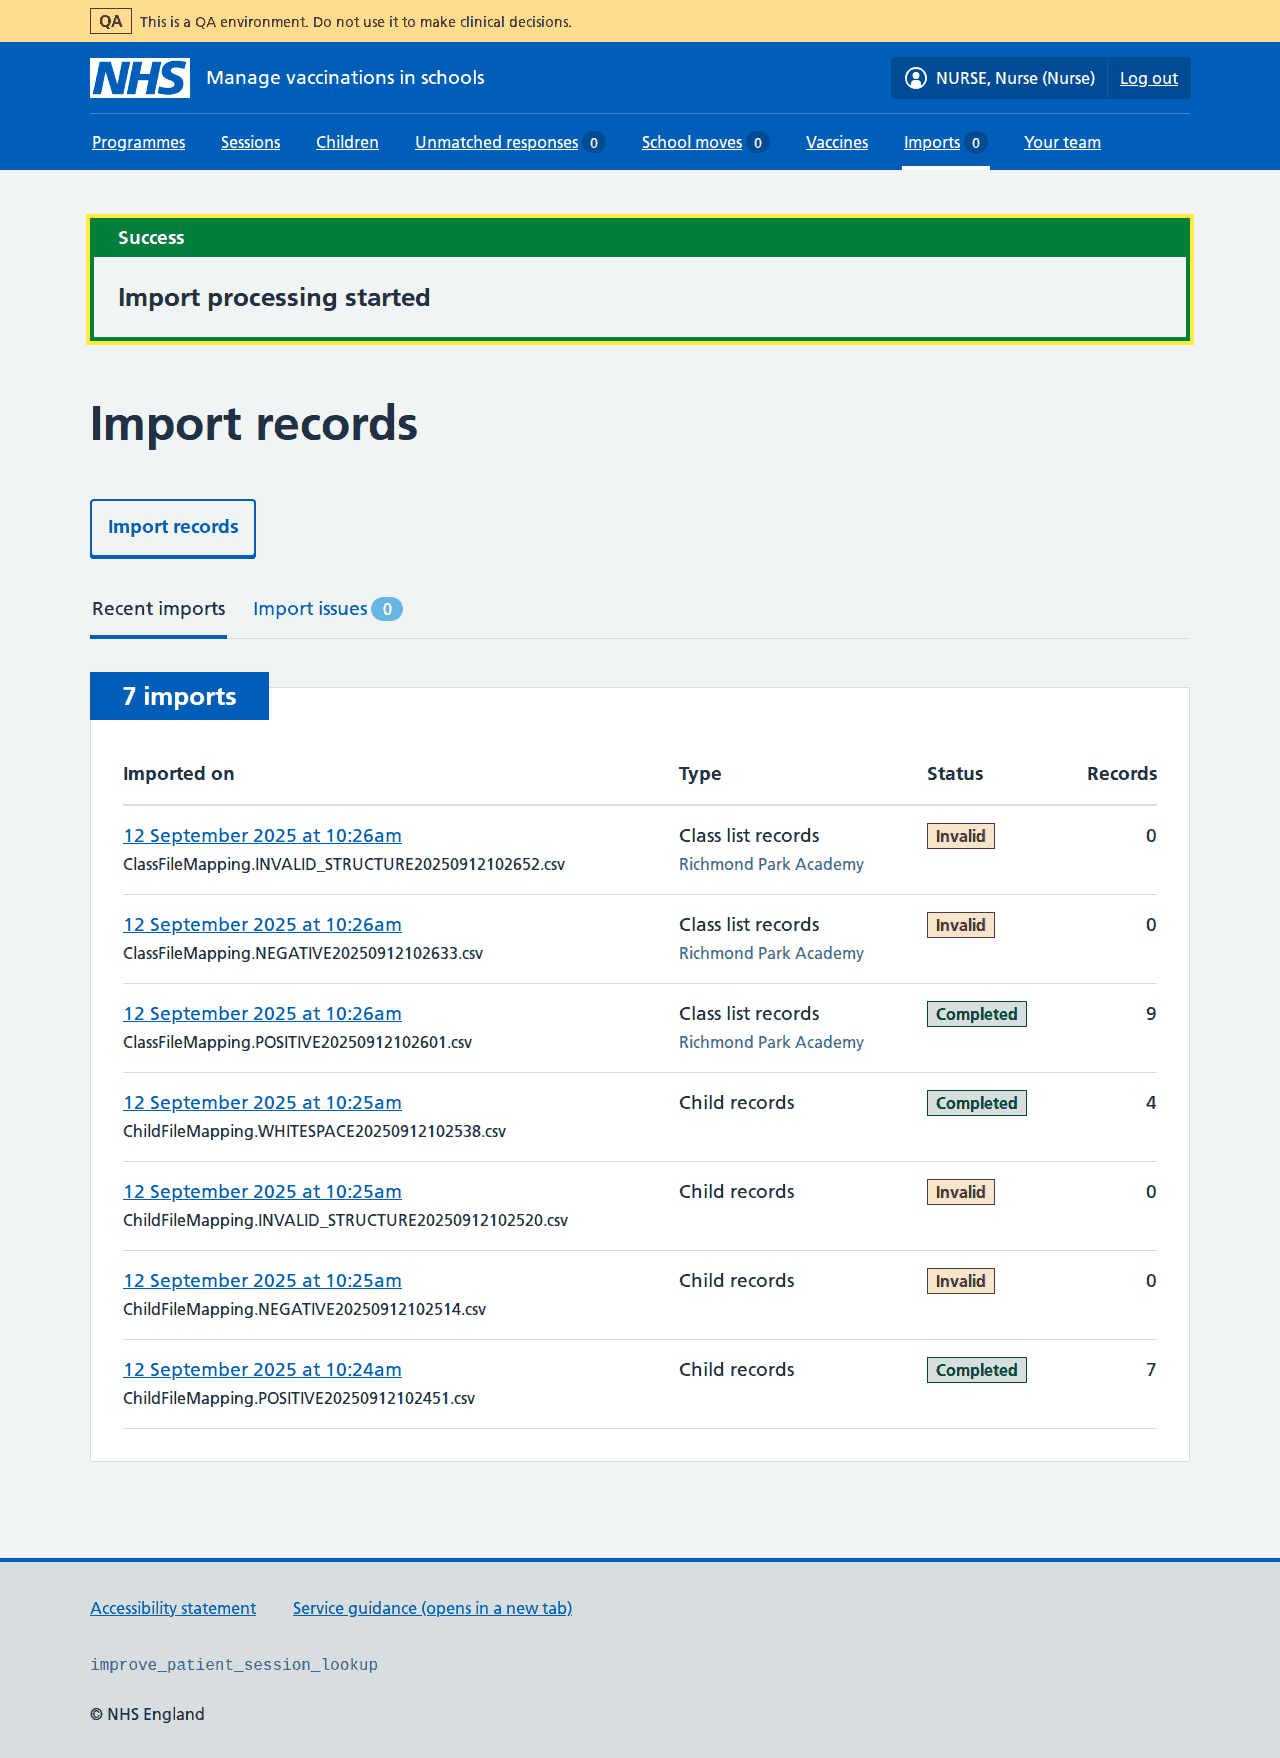 QA This is a QA environment. Do not use it to make clinical decisions.
NHS Manage vaccinations in schools NURSE, Nurse (Nurse) Log out
Programmes Sessions Children Unmatched responses 0 School moves 0 Vaccines Imports 0 Your team
Success
Import processing started
Import records
Import records
Recent imports Import issues 0
7 imports
Imported on Type Status Records
12 September 2025 at 10:26am Class list records Invalid 0
ClassFileMapping.INVALID_STRUCTURE20250912102652.csv Richmond Park Academy
12 September 2025 at 10:26am Class list records Invalid 0
ClassFileMapping.NEGATIVE20250912102633.csv Richmond Park Academy
12 September 2025 at 10:26am Class list records Completed 9
ClassFileMapping.POSITIVE20250912102601.csv Richmond Park Academy
12 September 2025 at 10:25am Child records Completed 4
ChildFileMapping.WHITESPACE20250912102538.csv
12 September 2025 at 10:25am Child records Invalid 0
ChildFileMapping.INVALID_STRUCTURE20250912102520.csv
12 September 2025 at 10:25am Child records Invalid 0
ChildFileMapping.NEGATIVE20250912102514.csv
12 September 2025 at 10:24am Child records Completed 7
ChildFileMapping.POSITIVE20250912102451.csv
Accessibility statement Service guidance (opens in a new tab)
improve_patient_session_lookup
© NHS England